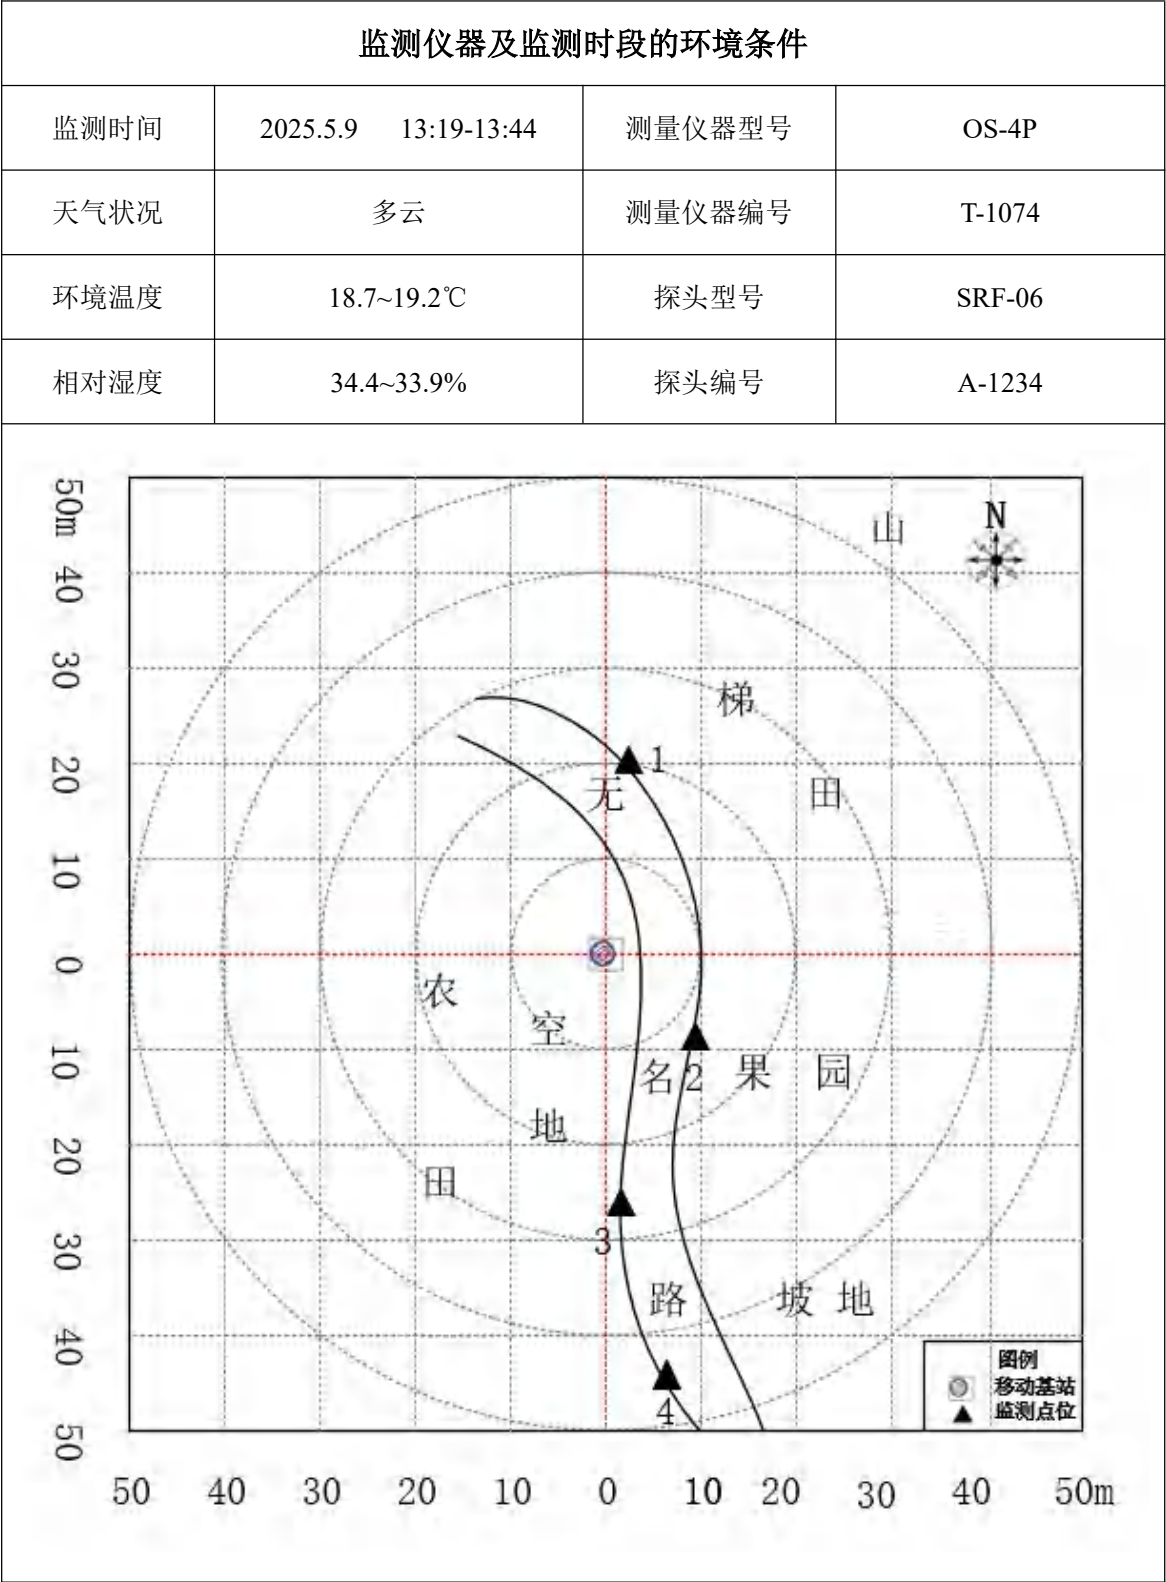 监测仪器及监测时段的环境条件
监测时间 2025.5.9 13:19-13:44 测量仪器型号 OS-4P
天气状况 多云 测量仪器编号 T-1074
环境温度 18.7~19.2℃ 探头型号 SRF-06
相对湿度 34.4~33.9% 探头编号 A-1234
50m 40 30 20 10 0 10 20 30 40 50
N
山
梯
田
1
无
农
空
名 2 果 园
地
田
3
路 坡 地
4
图例
移动基站
监测点位
50 40 30 20 10 0 10 20 30 40 50m